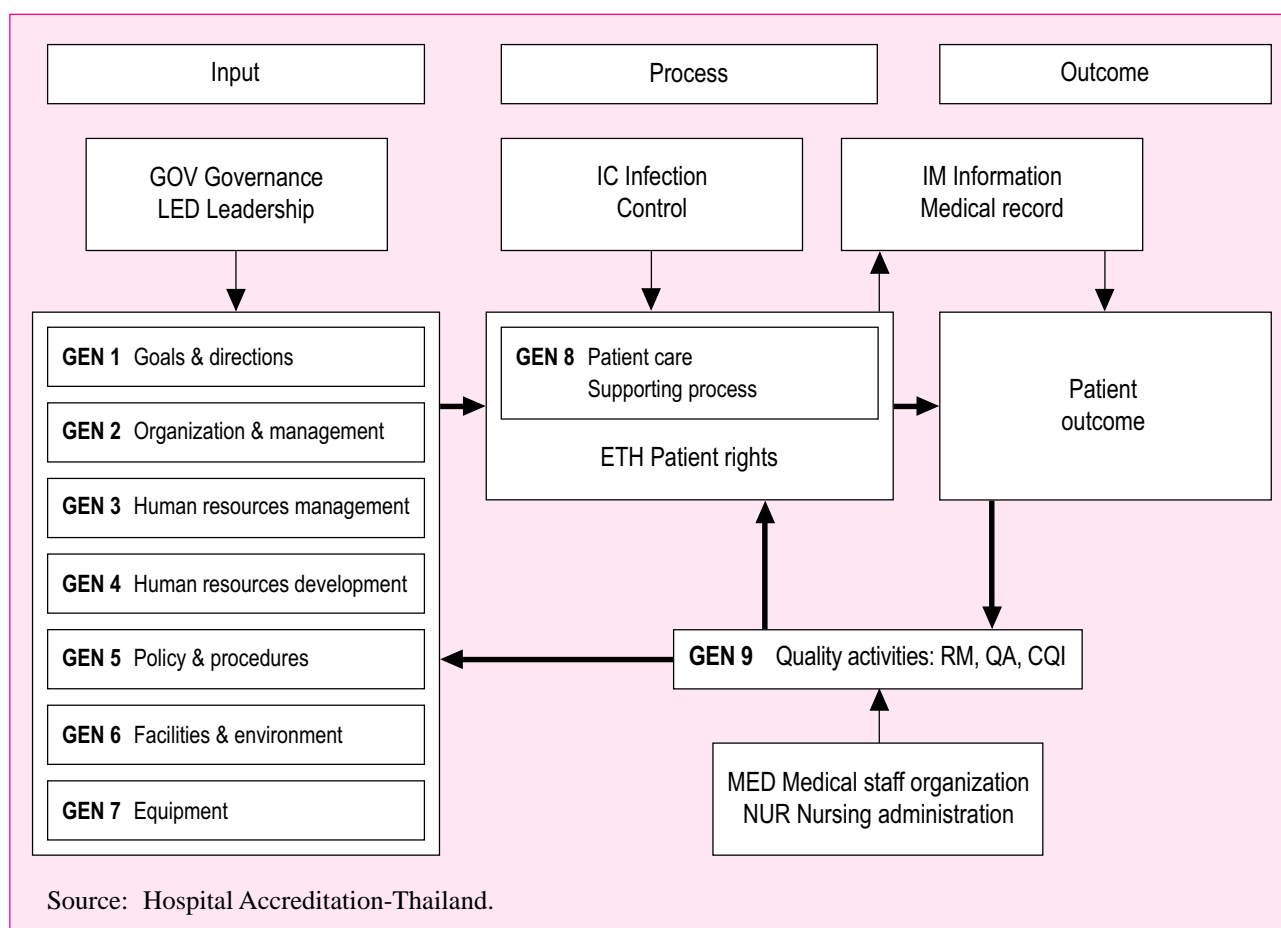 Input
Process
Outcome
GOV Governance
LED Leadership
IC Infection
Control
IM Information
Medical record
GEN 1 Goals & directions
GEN 2 Organization & management
GEN 3 Human resources management
GEN 4 Human resources development
GEN 5 Policy & procedures
GEN 6 Facilities & environment
GEN 7 Equipment
GEN 8 Patient care
Supporting process
ETH Patient rights
Patient
outcome
GEN 9 Quality activities: RM, QA, CQI
MED Medical staff organization
NUR Nursing administration
Source: Hospital Accreditation-Thailand.